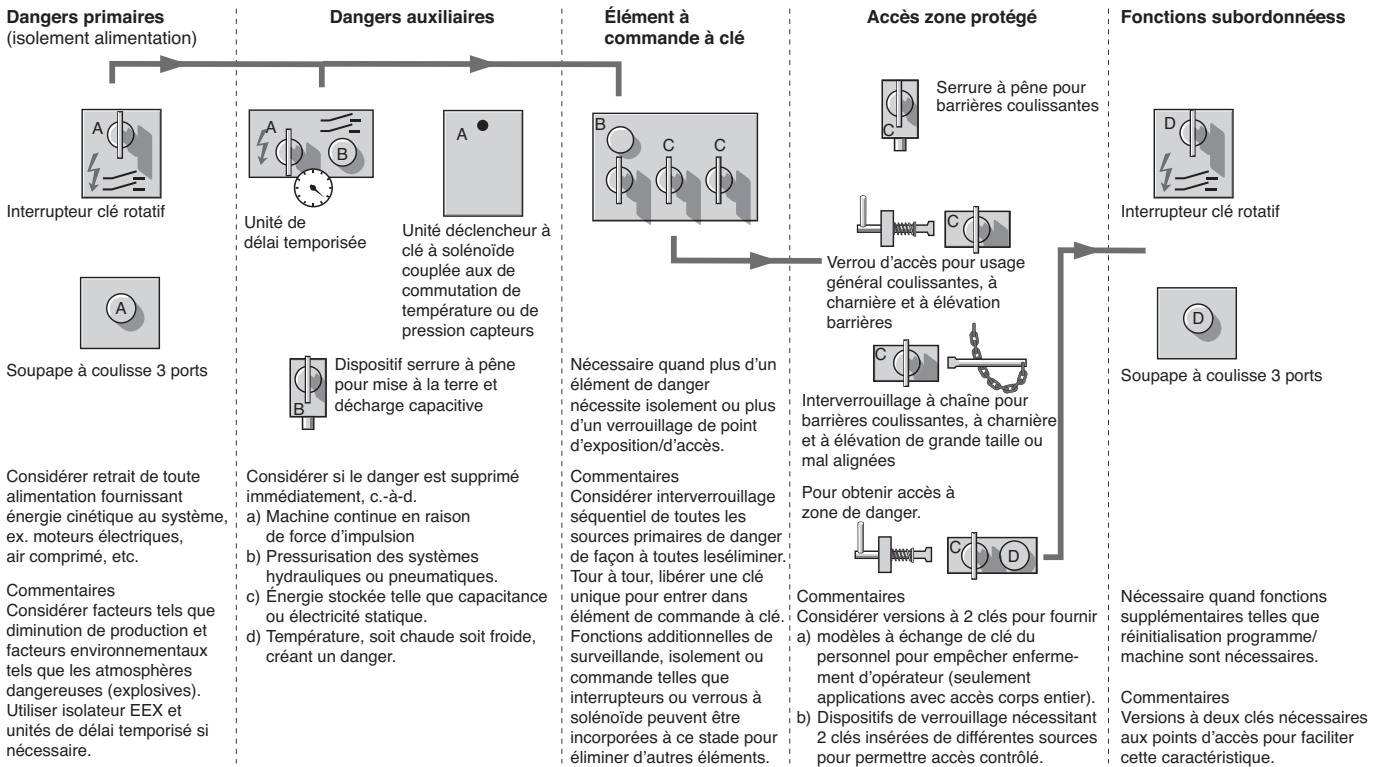 Dangers primaires
(isolement alimentation)
A
Interrupteur clé rotatif
A
Soupape à coulisse 3 ports
Considérer retrait de toute
alimentation fournissant
énergie cinétique au système,
ex. moteurs électriques,
air comprimé, etc.
Commentaires
Considérer facteurs tels que
diminution de production et
facteurs environnementaux
tels que les atmosphères
dangereuses (explosives).
Utiliser isolateur EEX et
unités de délai temporisé si
nécessaire.
Dangers auxiliaires
A
B
Unité de
délai temporisée
A
Unité déclencheur à
clé à solénoïde
couplée aux de
commutation de
température ou de
pression capteurs
B
Dispositif serrure à pêne
pour mise à la terre et
décharge capacitive
Considérer si le danger est supprimé
immédiatement, c.-à-d.
a) Machine continue en raison
de force d'impulsion
b) Pressurisation des systèmes
hydrauliques ou pneumatiques.
c) Énergie stockée telle que capacitance
ou électricité statique.
d) Température, soit chaude soit froide,
créant un danger.
Élément à
commande à clé
B
C
C
Nécessaire quand plus d'un
élément de danger
nécessite isolement ou plus
d'un verrouillage de point
d'exposition/d'accès.
Commentaires
Considérer interverrouillage
séquentiel de toutes les
sources primaires de danger
de façon à toutes leséliminer.
Tour à tour, libérer une clé
unique pour entrer dans
élément de commande à clé.
Fonctions additionnelles de
surveillande, isolement ou
commande telles que
interrupteurs ou verrous à
solénoïde peuvent être
incorporées à ce stade pour
éliminer d'autres éléments.
Accès zone protégé
C
Serrure à pêne pour
barrières coulissantes
C
Verrou d'accès pour usage
général coulissantes, à
charnière et à élévation
barrières
C
Interverrouillage à chaîne pour
barrières coulissantes, à charnière
et à élévation de grande taille ou
mal alignées
Pour obtenir accès à
zone de danger.
C
D
Commentaires
Considérer versions à 2 clés pour fournir
a) modèles à échange de clé du
personnel pour empêcher enferme-
ment d'opérateur (seulement
applications avec accès corps entier).
b) Dispositifs de verrouillage nécessitant
2 clés insérées de différentes sources
pour permettre accès contrôlé.
Fonctions subordonnéess
D
Interrupteur clé rotatif
D
Soupape à coulisse 3 ports
Nécessaire quand fonctions
supplémentaires telles que
réinitialisation programme/
machine sont nécessaires.
Commentaires
Versions à deux clés nécessaires
aux points d'accès pour faciliter
cette caractéristique.